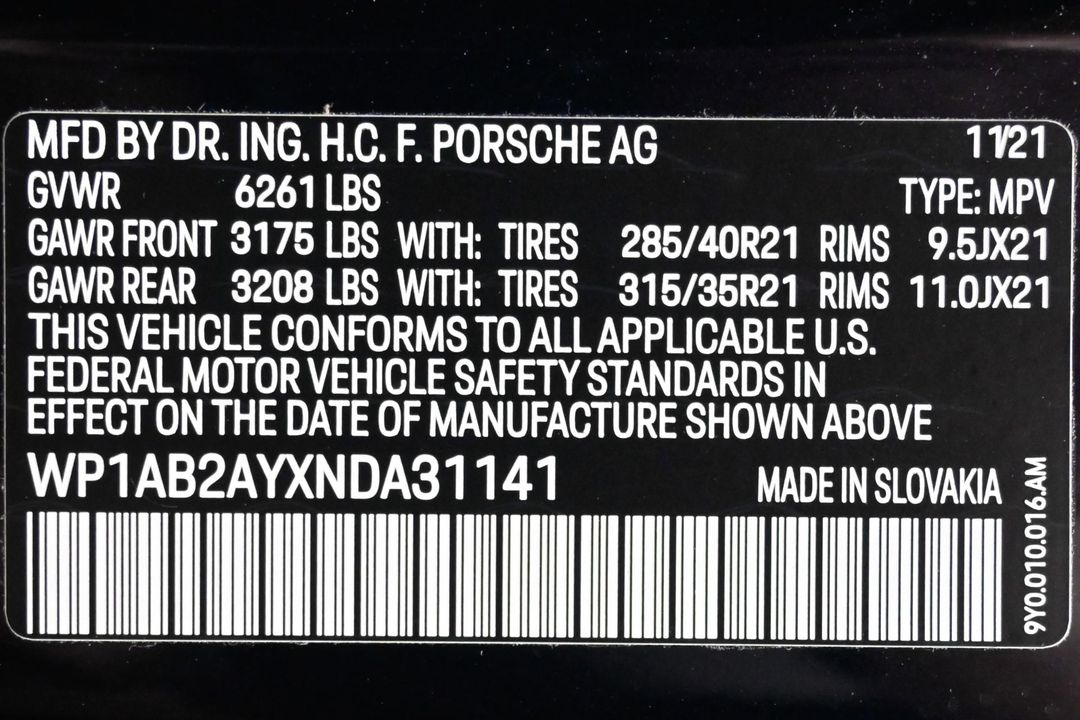 MFD BY DR. ING. H.C. F. PORSCHE AG 11/21
GVWR 6261 LBS TYPE: MPV
GAWR FRONT 3175 LBS WITH: TIRES 285/40R21 RIMS 9.5JX21
GAWR REAR 3208 LBS WITH: TIRES 315/35R21 RIMS 11.0JX21
THIS VEHICLE CONFORMS TO ALL APPLICABLE U.S.
FEDERAL MOTOR VEHICLE SAFETY STANDARDS IN
EFFECT ON THE DATE OF MANUFACTURE SHOWN ABOVE
WP1AB2AYXNDA31141 MADE IN SLOVAKIA
9Y0.010.016.AM